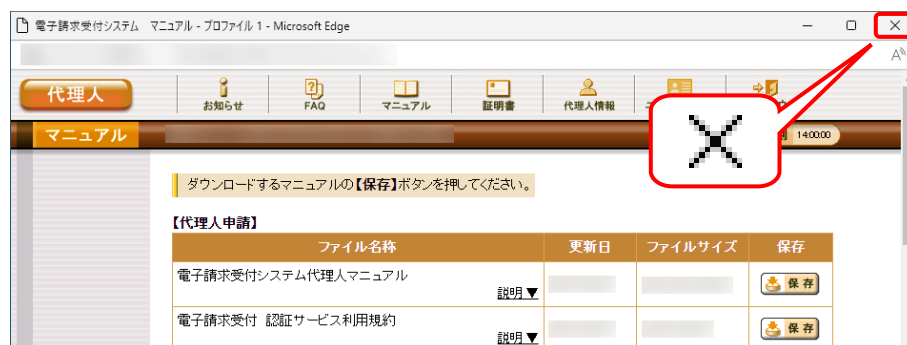 電子請求受付システム マニュアル - プロファイル 1 - Microsoft Edge
代理人
お知らせ FAQ マニュアル 証明書 代理人情報
マニュアル 14:00:00
ダウンロードするマニュアルの【保存】ボタンを押してください。
【代理人申請】
ファイル名称 更新日 ファイルサイズ 保存
電子請求受付システム代理人マニュアル
説明▼ 保存
電子請求受付 認証サービス利用規約
説明▼ 保存